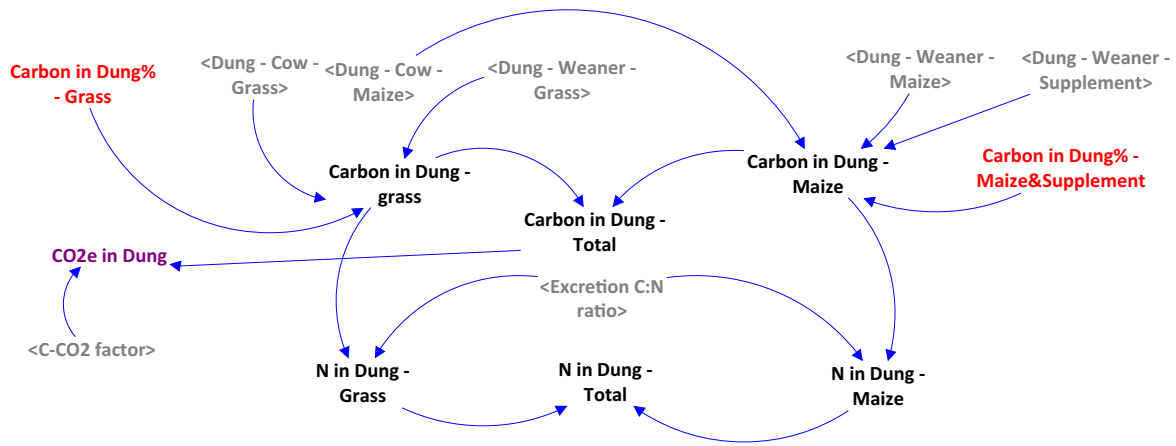 Carbon in Dung%
- Grass
<Dung - Cow -
Grass>
<Dung - Cow -
Maize>
<Dung - Weaner -
Grass>
<Dung - Weaner -
Maize>
<Dung - Weaner -
Supplement>
Carbon in Dung -
grass
Carbon in Dung -
Maize
Carbon in Dung% -
Maize&Supplement
Carbon in Dung -
Total
CO2e in Dung
<Excretion C:N
ratio>
<C-CO2 factor>
N in Dung -
Grass
N in Dung -
Total
N in Dung -
Maize